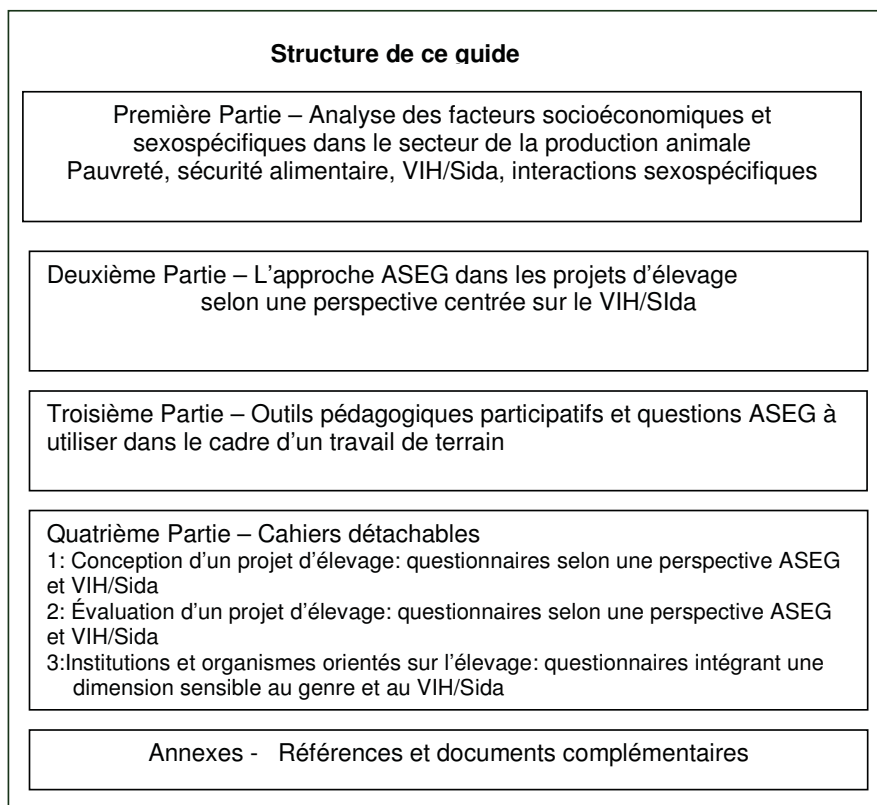 Structure de ce guide
Première Partie – Analyse des facteurs socioéconomiques et
sexospécifiques dans le secteur de la production animale
Pauvreté, sécurité alimentaire, VIH/Sida, interactions sexospécifiques
Deuxième Partie – L'approche ASEG dans les projets d'élevage
selon une perspective centrée sur le VIH/SIda
Troisième Partie – Outils pédagogiques participatifs et questions ASEG à
utiliser dans le cadre d'un travail de terrain
Quatrième Partie – Cahiers détachables
1: Conception d'un projet d'élevage: questionnaires selon une perspective ASEG
et VIH/Sida
2: Évaluation d'un projet d'élevage: questionnaires selon une perspective ASEG
et VIH/Sida
3:Institutions et organismes orientés sur l'élevage: questionnaires intégrant une
dimension sensible au genre et au VIH/Sida
Annexes - Références et documents complémentaires